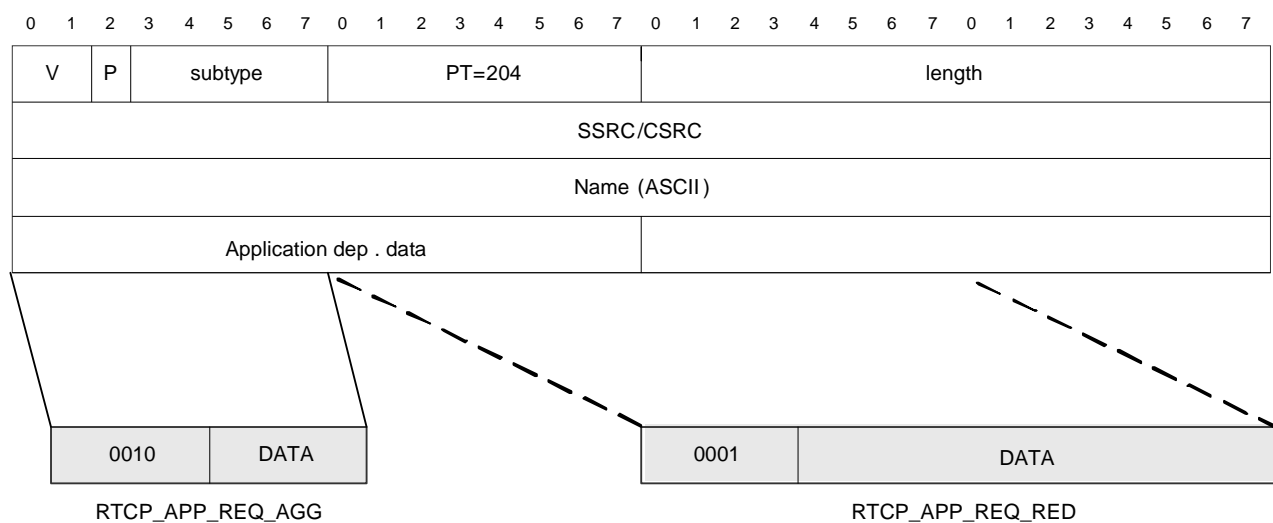 0 1 2 3 4 5 6 7 0 1 2 3 4 5 6 7 0 1 2 3 4 5 6 7 0 1 2 3 4 5 6 7
V P subtype PT=204 length
SSRC/CSRC
Name (ASCII)
Application dep . data
0010 DATA 0001 DATA
RTCP_APP_REQ_AGG RTCP_APP_REQ_RED